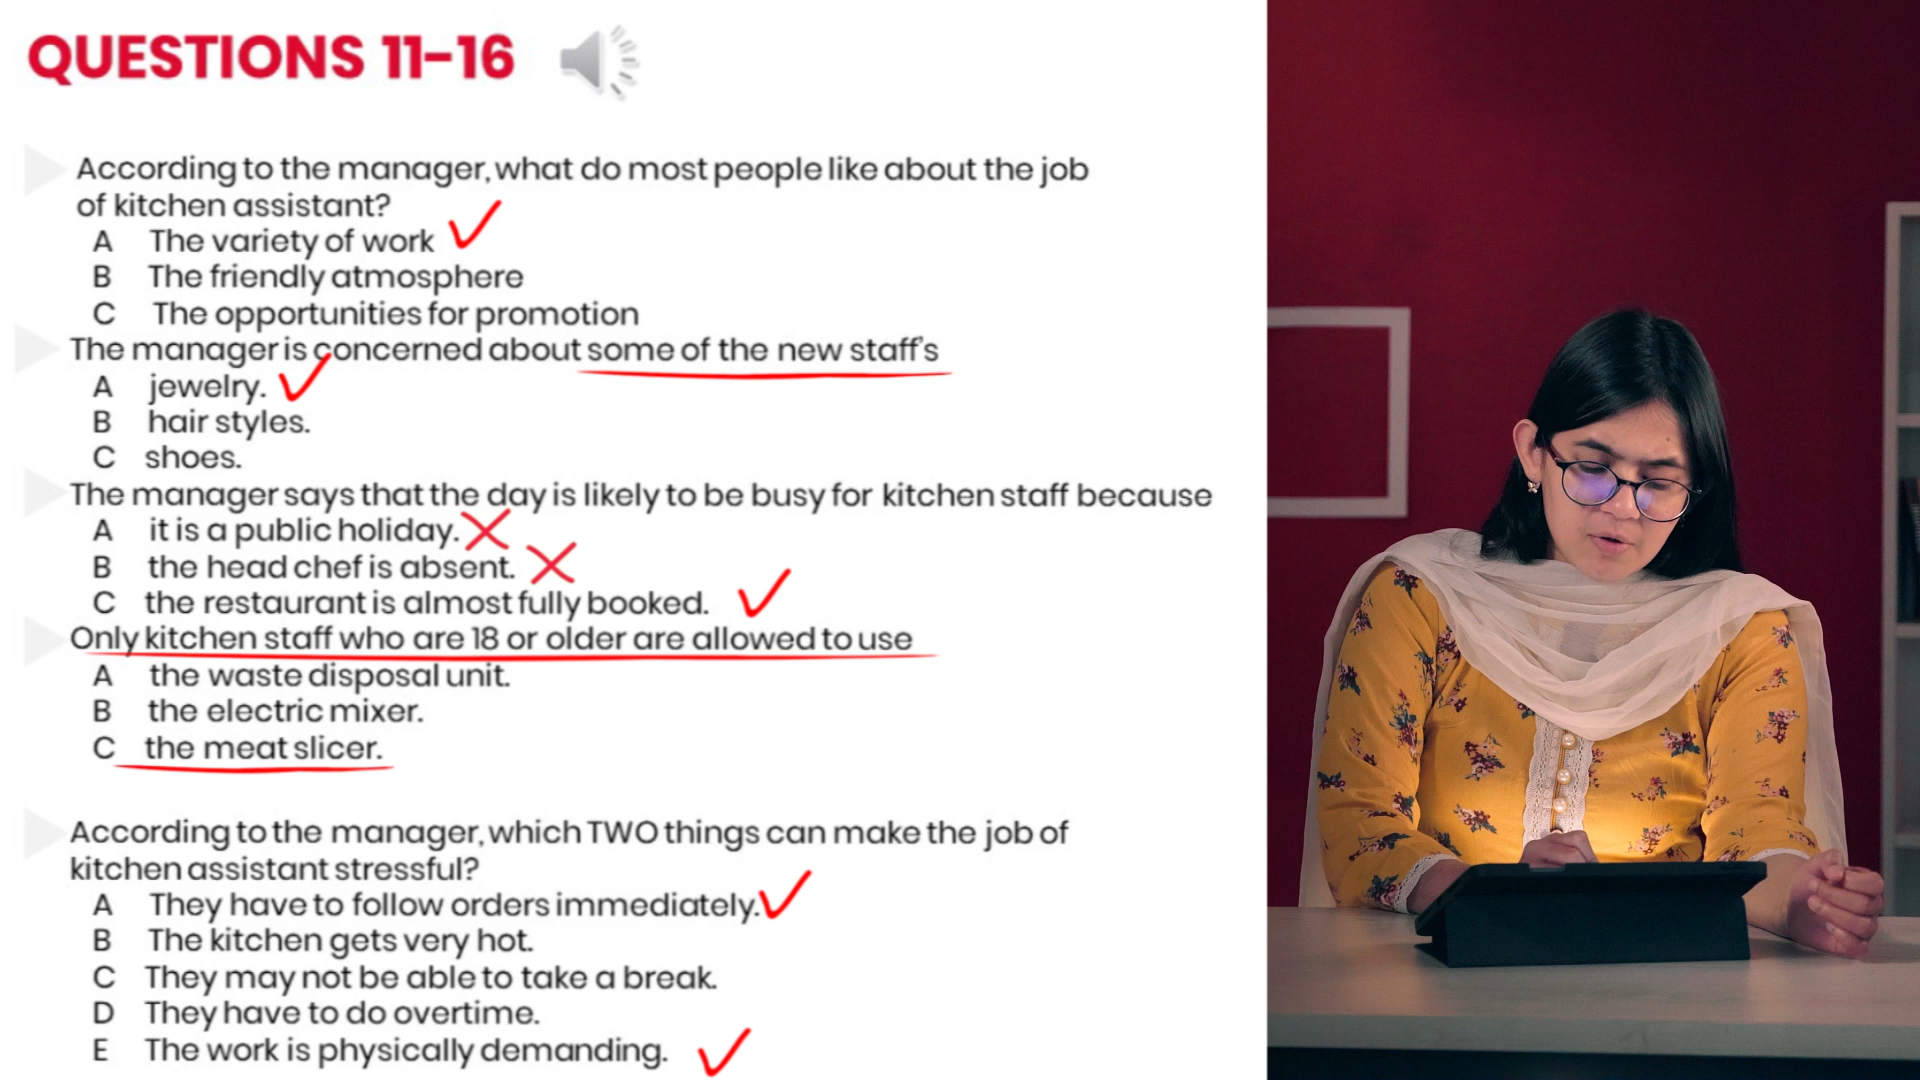 QUESTIONS 11–16
According to the manager, what do most people like about the job
of kitchen assistant?
A The variety of work
B The friendly atmosphere
C The opportunities for promotion
The manager is concerned about some of the new staff's
A jewelry.
B hair styles.
C shoes.
The manager says that the day is likely to be busy for kitchen staff because
A it is a public holiday.
B the head chef is absent.
C the restaurant is almost fully booked.
Only kitchen staff who are 18 or older are allowed to use
A the waste disposal unit.
B the electric mixer.
C the meat slicer.
According to the manager, which TWO things can make the job of
kitchen assistant stressful?
A They have to follow orders immediately.
B The kitchen gets very hot.
C They may not be able to take a break.
D They have to do overtime.
E The work is physically demanding.